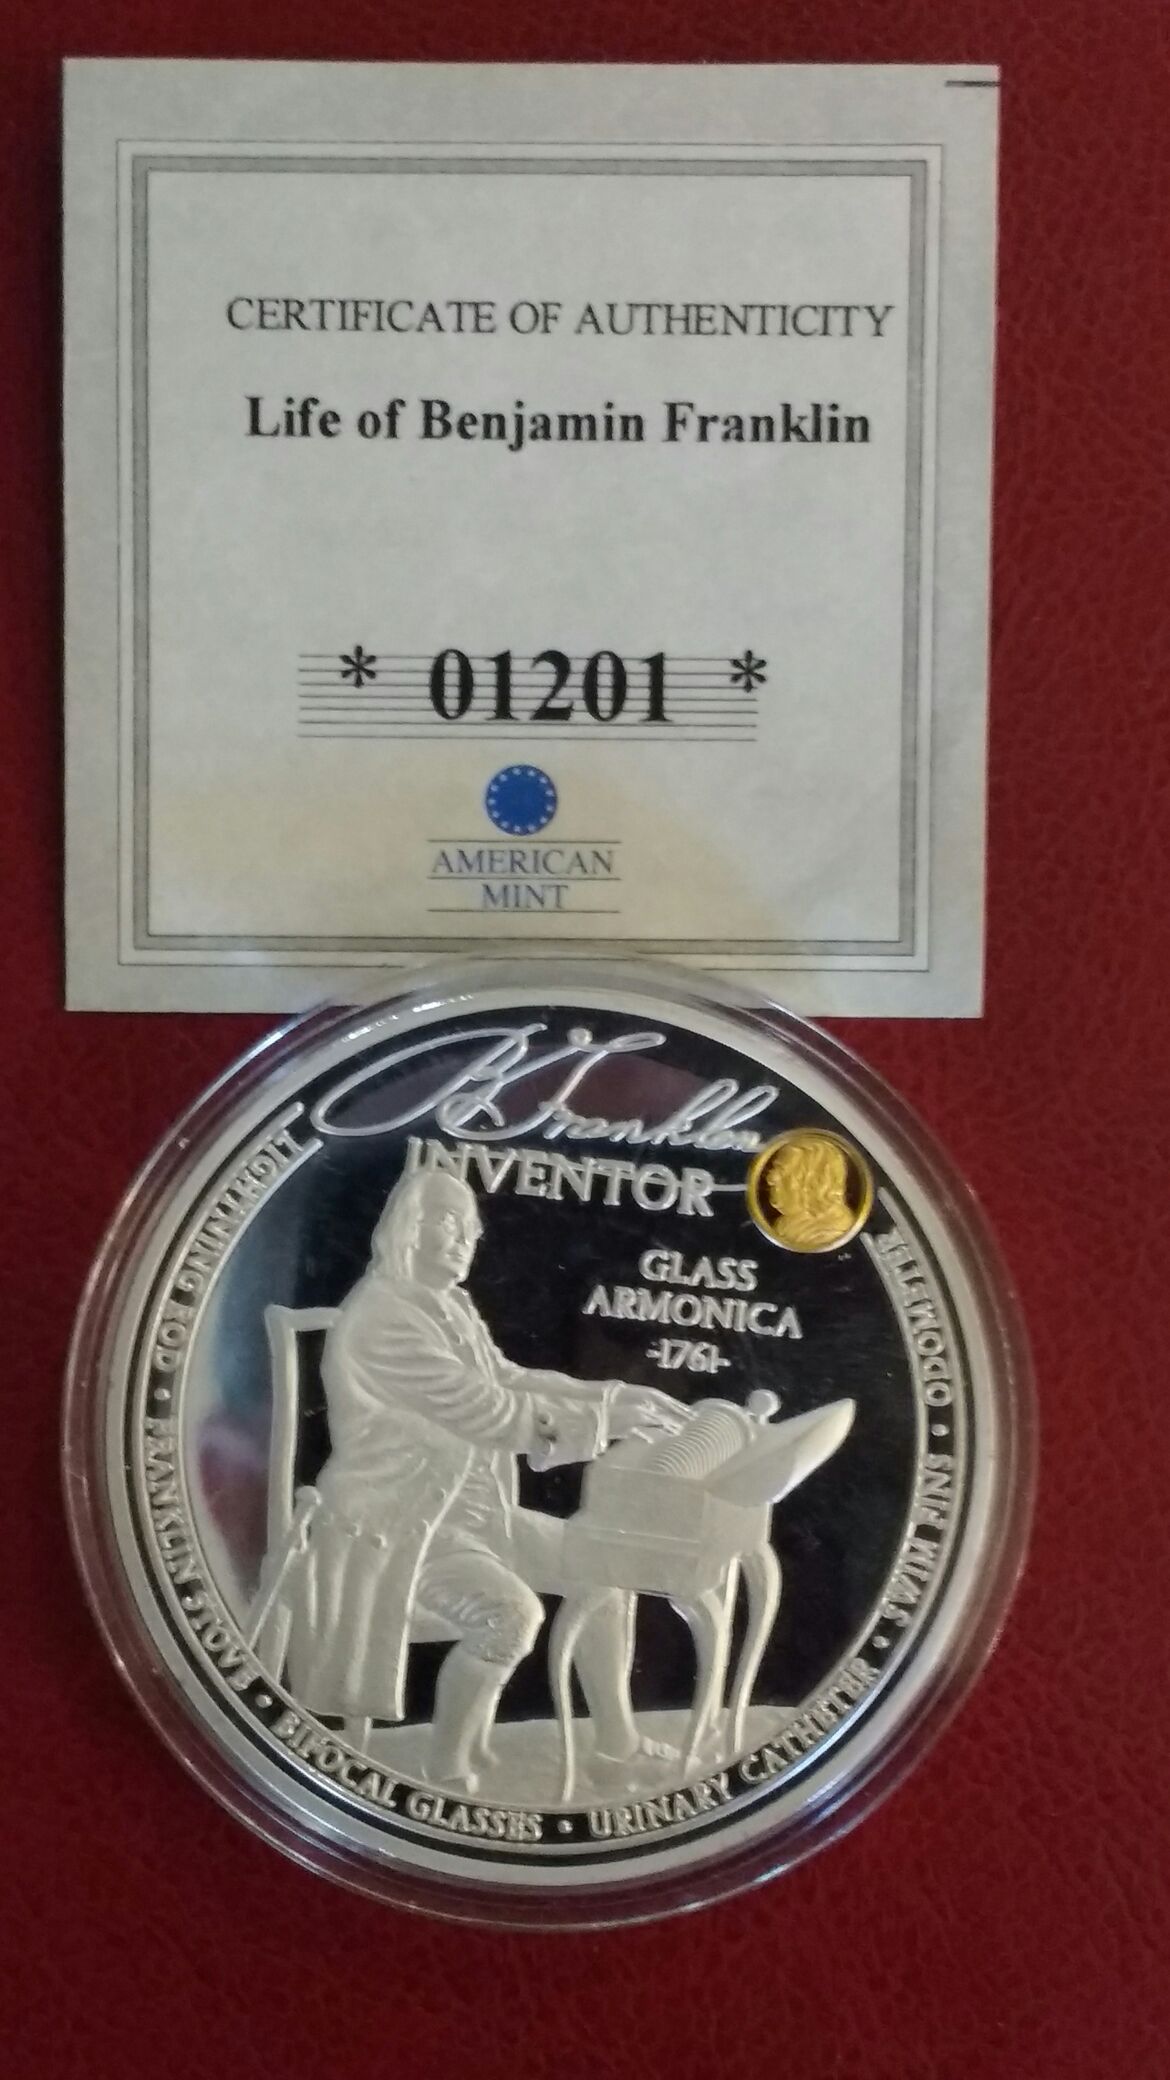 CERTIFICATE OF AUTHENTICITY
Life of Benjamin Franklin
* 01201 *
AMERICAN
MINT
B Franklin
INVENTOR
GLASS
ARMONICA
-1761-
LIGHTNING ROD • FRANKLIN STOVE • BIFOCAL GLASSES • URINARY CATHETER • SWIM FINS • ODOMETER